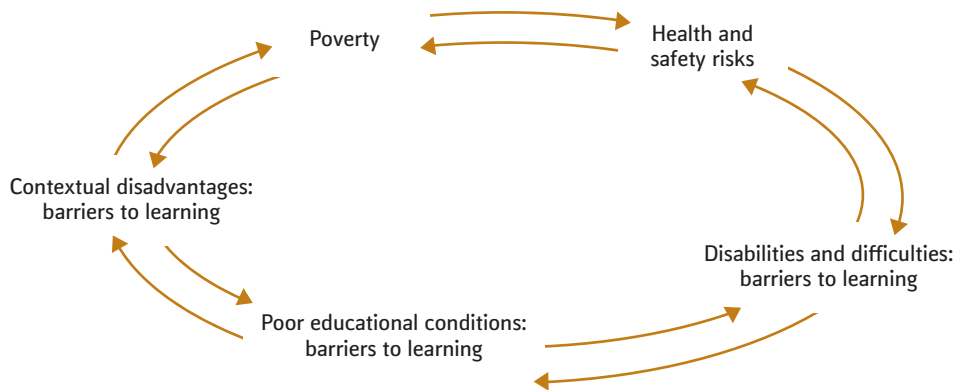 Poverty
Health and
safety risks
Contextual disadvantages:
barriers to learning
Disabilities and difficulties:
barriers to learning
Poor educational conditions:
barriers to learning